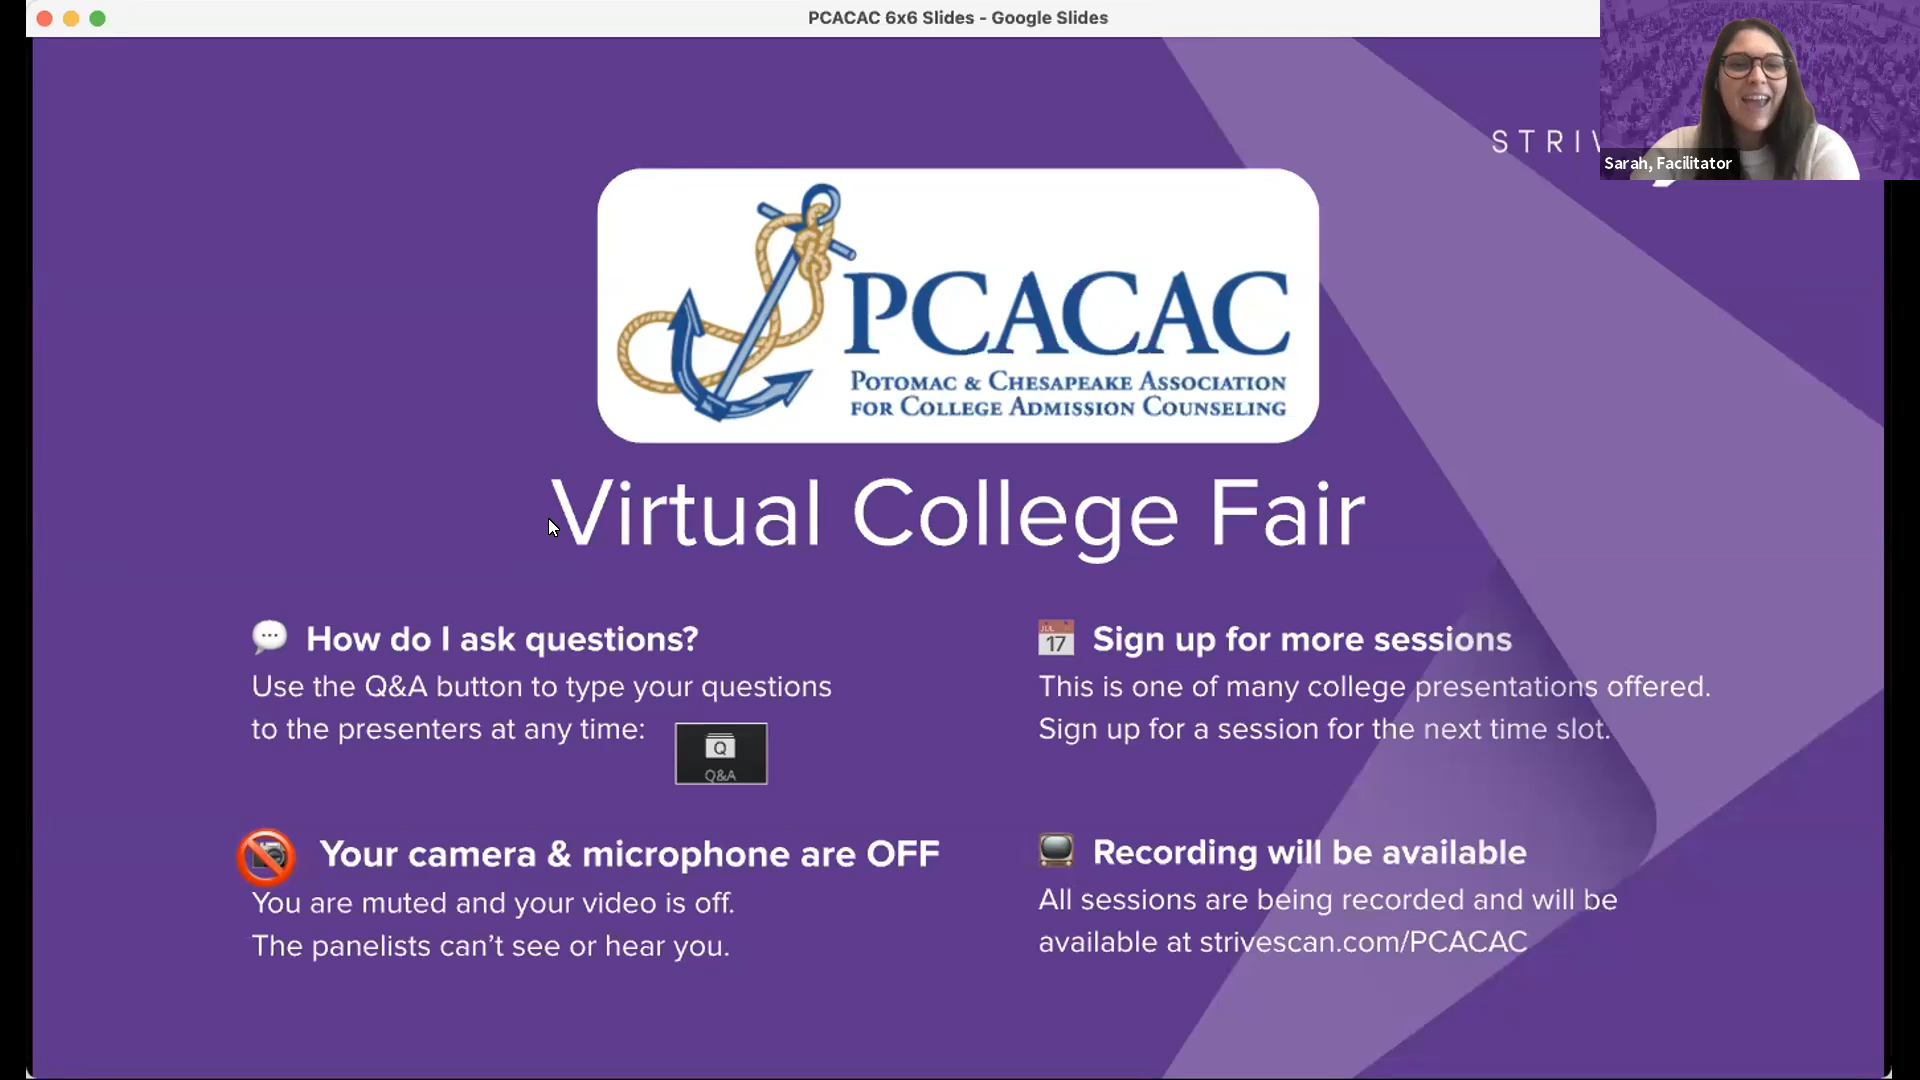 PCACAC 6x6 Slides - Google Slides
Sarah, Facilitator
PCACAC
POTOMAC & CHESAPEAKE ASSOCIATION
FOR COLLEGE ADMISSION COUNSELING
Virtual College Fair
How do I ask questions?
Use the Q&A button to type your questions
to the presenters at any time:
Q
Q&A
JUL
17
Sign up for more sessions
This is one of many college presentations offered.
Sign up for a session for the next time slot.
Your camera & microphone are OFF
You are muted and your video is off.
The panelists can’t see or hear you.
Recording will be available
All sessions are being recorded and will be
available at strivescan.com/PCACAC